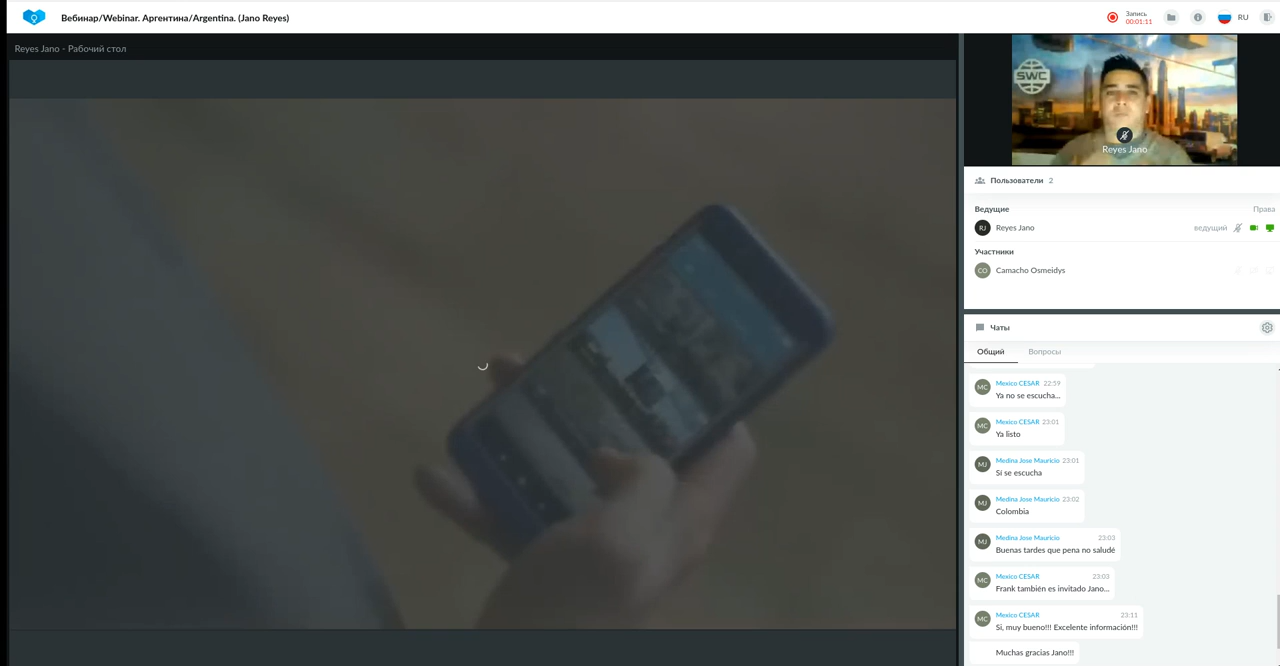 Вебинар/Webinar. Аргентина/Argentina. (Jano Reyes)
Запись
00:01:11
RU
Reyes Jano - Рабочий стол
SWC
Reyes Jano
Пользователи 2
Ведущие
Права
RJ
Reyes Jano
ведущий
Участники
CO
Camacho Osmeidys
Чаты
Общий
Вопросы
MC
Mexico CESAR 22:59
Ya no se escucha...
MC
Mexico CESAR 23:01
Ya listo
MJ
Medina Jose Mauricio 23:01
Si se escucha
MJ
Medina Jose Mauricio 23:02
Colombia
MJ
Medina Jose Mauricio 23:03
Buenas tardes que pena no saludé
MC
Mexico CESAR 23:03
Frank también es invitado Jano...
MC
Mexico CESAR 23:11
Si, muy bueno!!! Excelente información!!!
Muchas gracias Jano!!!